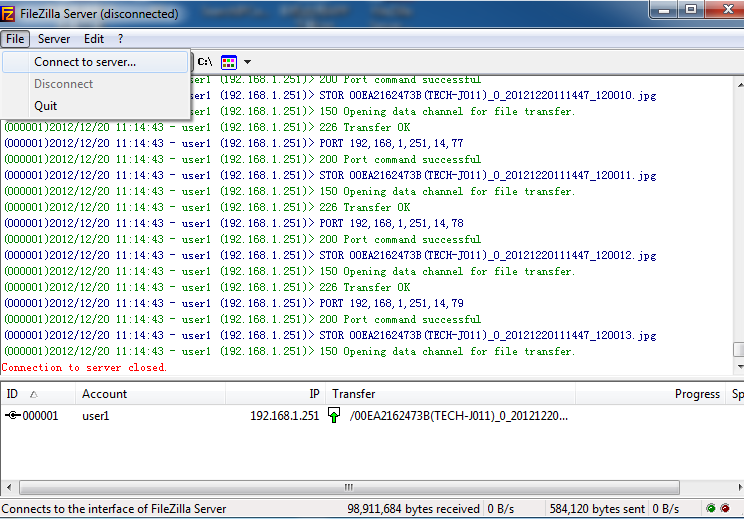 FileZilla Server (disconnected)
File Server Edit ?
Connect to server...
Disconnect
Quit
C:\
user1 (192.168.1.251)> 200 Port command successful
user1 (192.168.1.251)> STOR 00EA2162473B(TECH-J011)_0_20121220111447_120010.jpg
user1 (192.168.1.251)> 150 Opening data channel for file transfer.
(000001)2012/12/20 11:14:43 - user1 (192.168.1.251)> 226 Transfer OK
(000001)2012/12/20 11:14:43 - user1 (192.168.1.251)> PORT 192,168,1,251,14,77
(000001)2012/12/20 11:14:43 - user1 (192.168.1.251)> 200 Port command successful
(000001)2012/12/20 11:14:43 - user1 (192.168.1.251)> STOR 00EA2162473B(TECH-J011)_0_20121220111447_120011.jpg
(000001)2012/12/20 11:14:43 - user1 (192.168.1.251)> 150 Opening data channel for file transfer.
(000001)2012/12/20 11:14:43 - user1 (192.168.1.251)> 226 Transfer OK
(000001)2012/12/20 11:14:43 - user1 (192.168.1.251)> PORT 192,168,1,251,14,78
(000001)2012/12/20 11:14:43 - user1 (192.168.1.251)> 200 Port command successful
(000001)2012/12/20 11:14:43 - user1 (192.168.1.251)> STOR 00EA2162473B(TECH-J011)_0_20121220111447_120012.jpg
(000001)2012/12/20 11:14:43 - user1 (192.168.1.251)> 150 Opening data channel for file transfer.
(000001)2012/12/20 11:14:43 - user1 (192.168.1.251)> 226 Transfer OK
(000001)2012/12/20 11:14:43 - user1 (192.168.1.251)> PORT 192,168,1,251,14,79
(000001)2012/12/20 11:14:43 - user1 (192.168.1.251)> 200 Port command successful
(000001)2012/12/20 11:14:43 - user1 (192.168.1.251)> STOR 00EA2162473B(TECH-J011)_0_20121220111447_120013.jpg
(000001)2012/12/20 11:14:43 - user1 (192.168.1.251)> 150 Opening data channel for file transfer.
Connection to server closed.
ID Account IP Transfer Progress Sp
000001 user1 192.168.1.251 /00EA2162473B(TECH-J011)_0_20121220...
Connects to the interface of FileZilla Server 98,911,684 bytes received 0 B/s 584,120 bytes sent 0 B/s